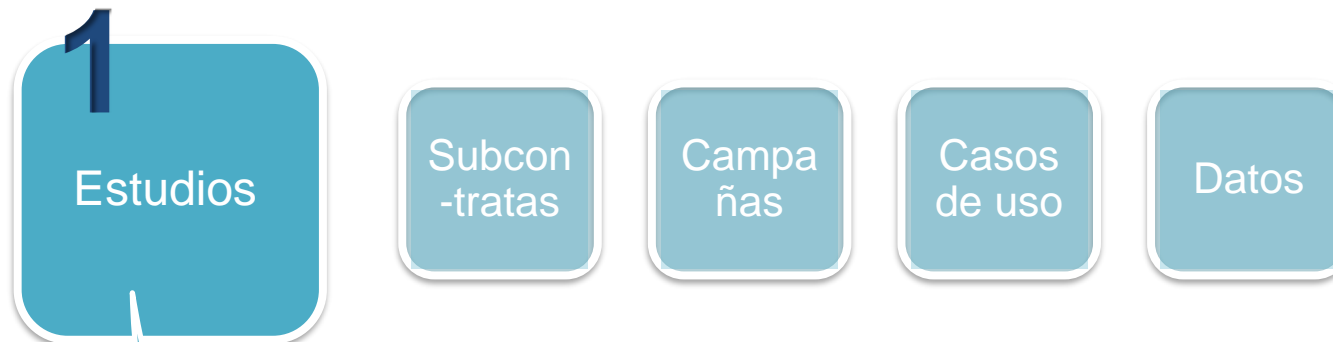 1
Estudios
Subcon
-tratas
Campa
ñas
Casos
de uso
Datos